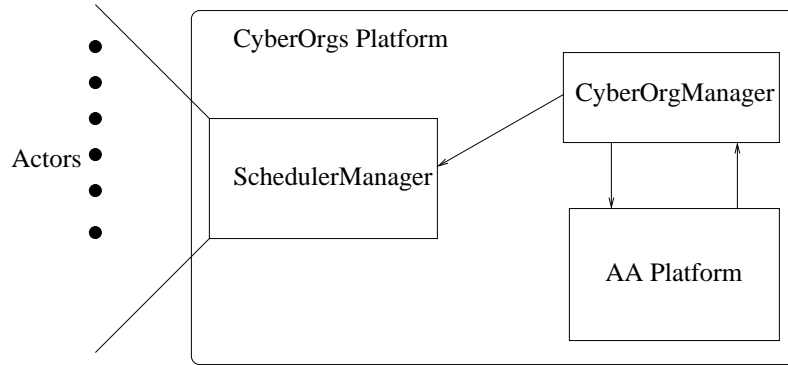 CyberOrgs Platform
CyberOrgManager
Actors
SchedulerManager
AA Platform